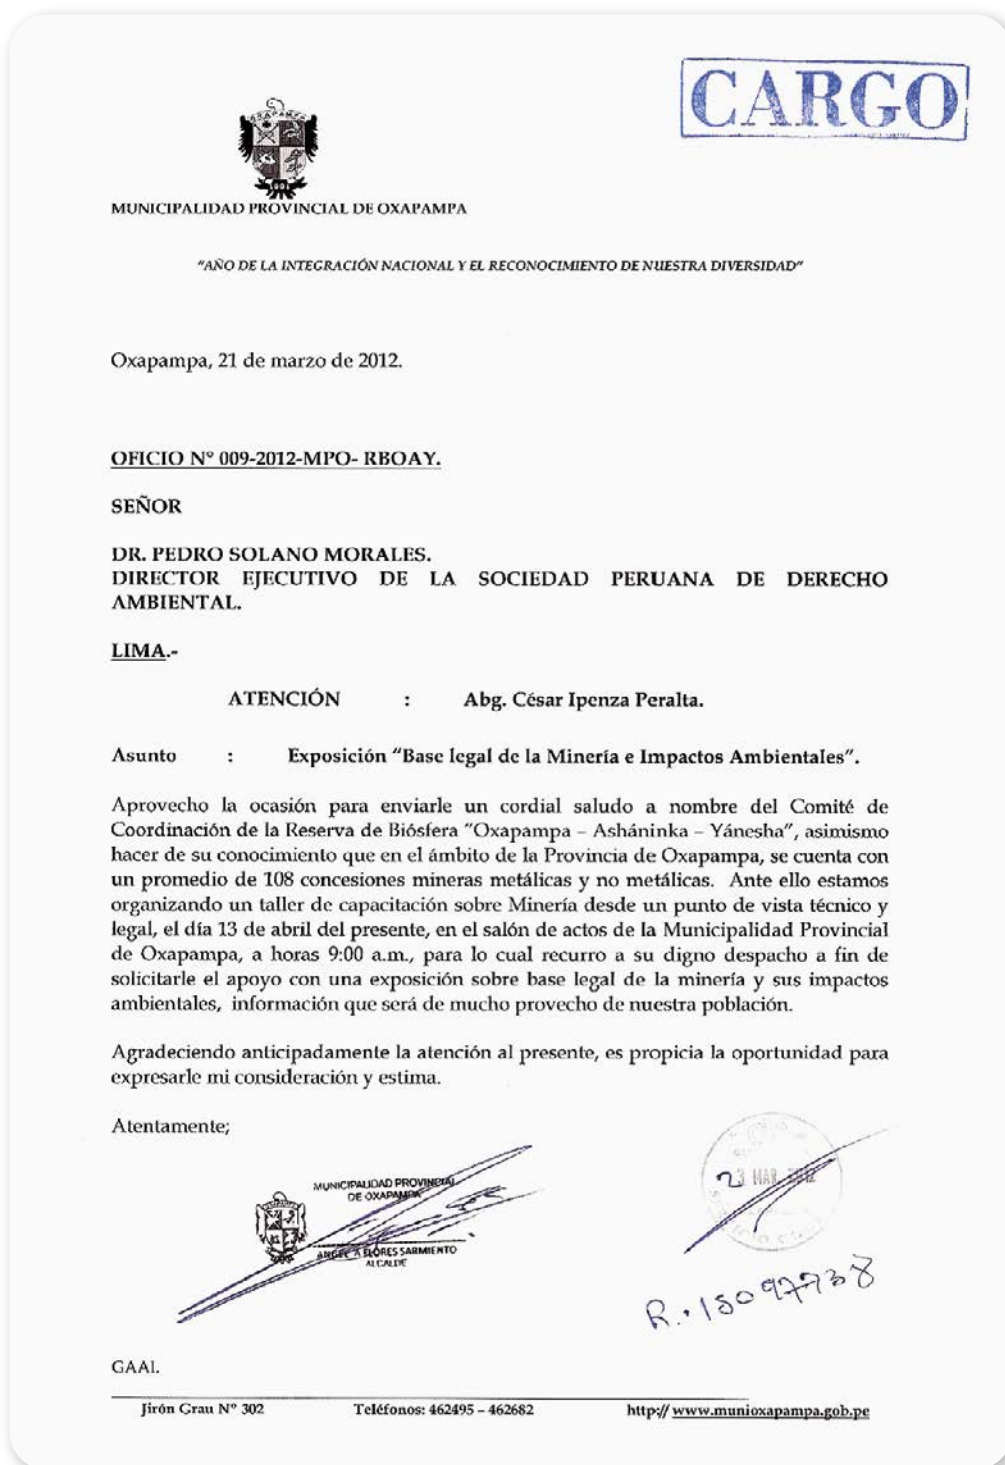 CARGO
OXAPAMPA
MUNICIPALIDAD PROVINCIAL DE OXAPAMPA
"AÑO DE LA INTEGRACIÓN NACIONAL Y EL RECONOCIMIENTO DE NUESTRA DIVERSIDAD"
Oxapampa, 21 de marzo de 2012.
OFICIO Nº 009-2012-MPO- RBOAY.
SEÑOR
DR. PEDRO SOLANO MORALES.
DIRECTOR EJECUTIVO DE LA SOCIEDAD PERUANA DE DERECHO
AMBIENTAL.
LIMA.-
ATENCIÓN : Abg. César Ipenza Peralta.
Asunto : Exposición "Base legal de la Minería e Impactos Ambientales".
Aprovecho la ocasión para enviarle un cordial saludo a nombre del Comité de
Coordinación de la Reserva de Biósfera "Oxapampa – Asháninka – Yánesha", asimismo
hacer de su conocimiento que en el ámbito de la Provincia de Oxapampa, se cuenta con
un promedio de 108 concesiones mineras metálicas y no metálicas. Ante ello estamos
organizando un taller de capacitación sobre Minería desde un punto de vista técnico y
legal, el día 13 de abril del presente, en el salón de actos de la Municipalidad Provincial
de Oxapampa, a horas 9:00 a.m., para lo cual recurro a su digno despacho a fin de
solicitarle el apoyo con una exposición sobre base legal de la minería y sus impactos
ambientales, información que será de mucho provecho de nuestra población.
Agradeciendo anticipadamente la atención al presente, es propicia la oportunidad para
expresarle mi consideración y estima.
Atentamente;
MUNICIPALIDAD PROVINCIAL
DE OXAPAMPA
FLORES SARMIENTO
ALCALDE
23 MAR. 2012
R.. 15097738
GAAL.
Jirón Grau Nº 302 Teléfonos: 462495 – 462682 http:// www.munioxapampa.gob.pe